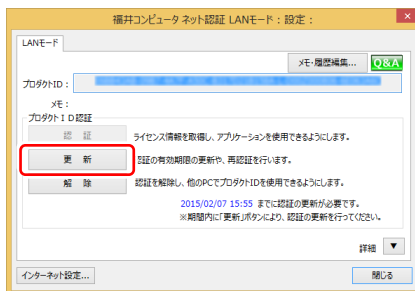 福井コンピュータ ネット認証 LANモード：設定：
LANモード
メモ・履歴編集...
Q&A
プロダクトID：
メモ：
プロダクトＩＤ認証
認　証
ライセンス情報を取得し、アプリケーションを使用できるようにします。
更　新
認証の有効期限の更新や、再認証を行います。
解　除
認証を解除し、他のPCでプロダクトIDを使用できるようにします。
2015/02/07 15:55 までに認証の更新が必要です。
※期間内に「更新」ボタンにより、認証の更新を行ってください。
詳細 ▼
インターネット設定...
閉じる